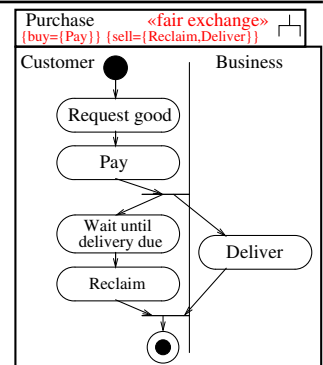 Purchase «fair exchange»
{buy={Pay}} {sell={Reclaim,Deliver}}
Customer Business
Request good
Pay
Wait until
delivery due
Deliver
Reclaim